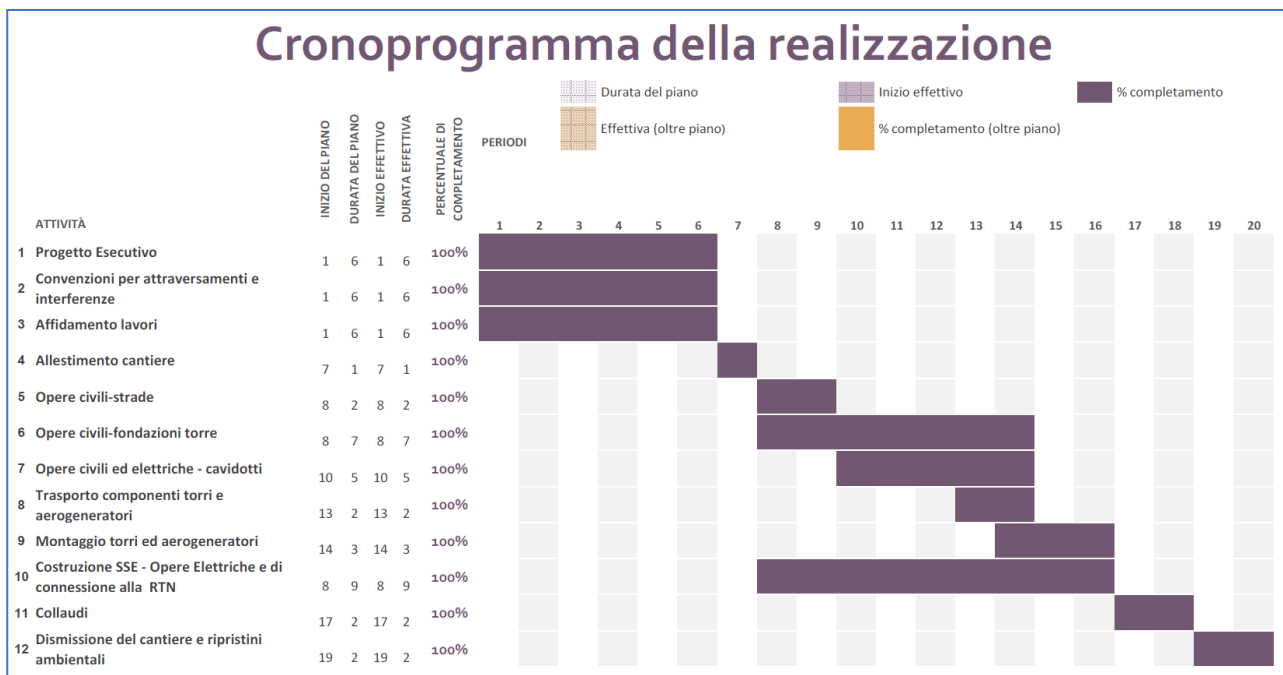 Cronoprogramma della realizzazione
Durata del piano
Inizio effettivo
% completamento
Effettiva (oltre piano)
% completamento (oltre piano)
PERIODI
ATTIVITÀ
INIZIO DEL PIANO
DURATA DEL PIANO
INIZIO EFFETTIVO
DURATA EFFETTIVA
PERCENTUALE DI
COMPLETAMENTO
1 2 3 4 5 6 7 8 9 10 11 12 13 14 15 16 17 18 19 20
1 Progetto Esecutivo 1 6 1 6 100%
2 Convenzioni per attraversamenti e
interferenze 1 6 1 6 100%
3 Affidamento lavori 1 6 1 6 100%
4 Allestimento cantiere 7 1 7 1 100%
5 Opere civili-strade 8 2 8 2 100%
6 Opere civili-fondazioni torre 8 7 8 7 100%
7 Opere civili ed elettriche - cavidotti 10 5 10 5 100%
8 Trasporto componenti torri e
aerogeneratori 13 2 13 2 100%
9 Montaggio torri ed aerogeneratori 14 3 14 3 100%
10 Costruzione SSE - Opere Elettriche e di
connessione alla RTN 8 9 8 9 100%
11 Collaudi 17 2 17 2 100%
12 Dismissione del cantiere e ripristini
ambientali 19 2 19 2 100%